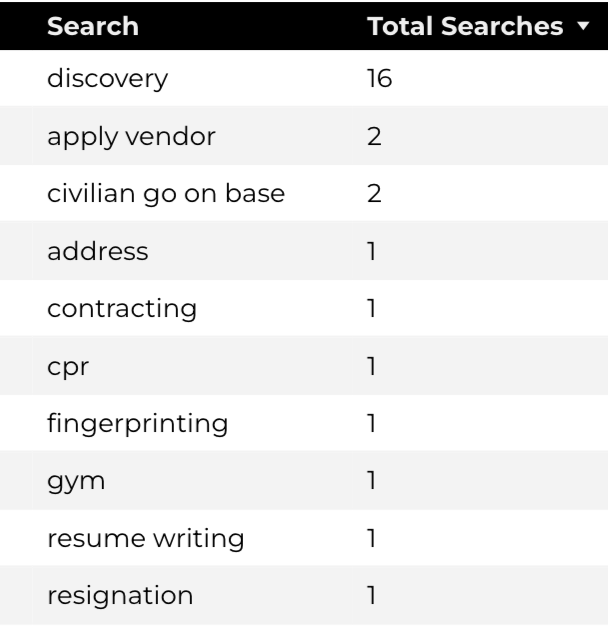 Search Total Searches ▼
discovery 16
apply vendor 2
civilian go on base 2
address 1
contracting 1
cpr 1
fingerprinting 1
gym 1
resume writing 1
resignation 1